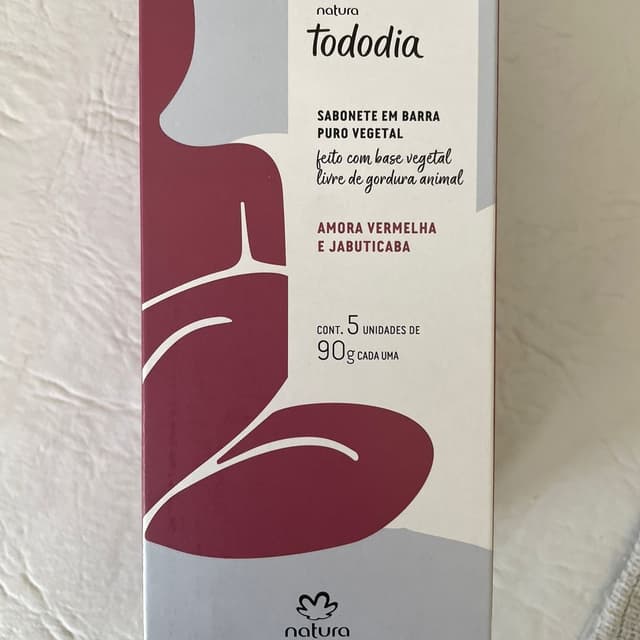 natura
tododia
SABONETE EM BARRA
PURO VEGETAL
feito com base vegetal
livre de gordura animal
AMORA VERMELHA
E JABUTICABA
CONT. 5 UNIDADES DE
90g CADA UMA
natura